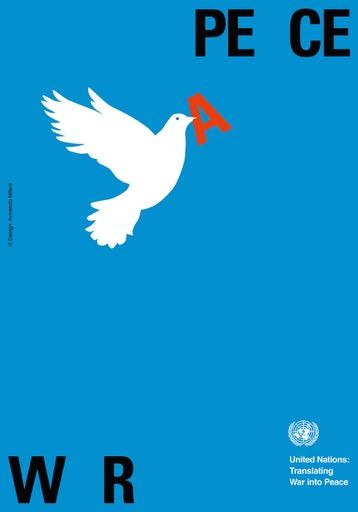 PE CE
A
© Design: Armando Milani
W R
United Nations:
Translating
War into Peace